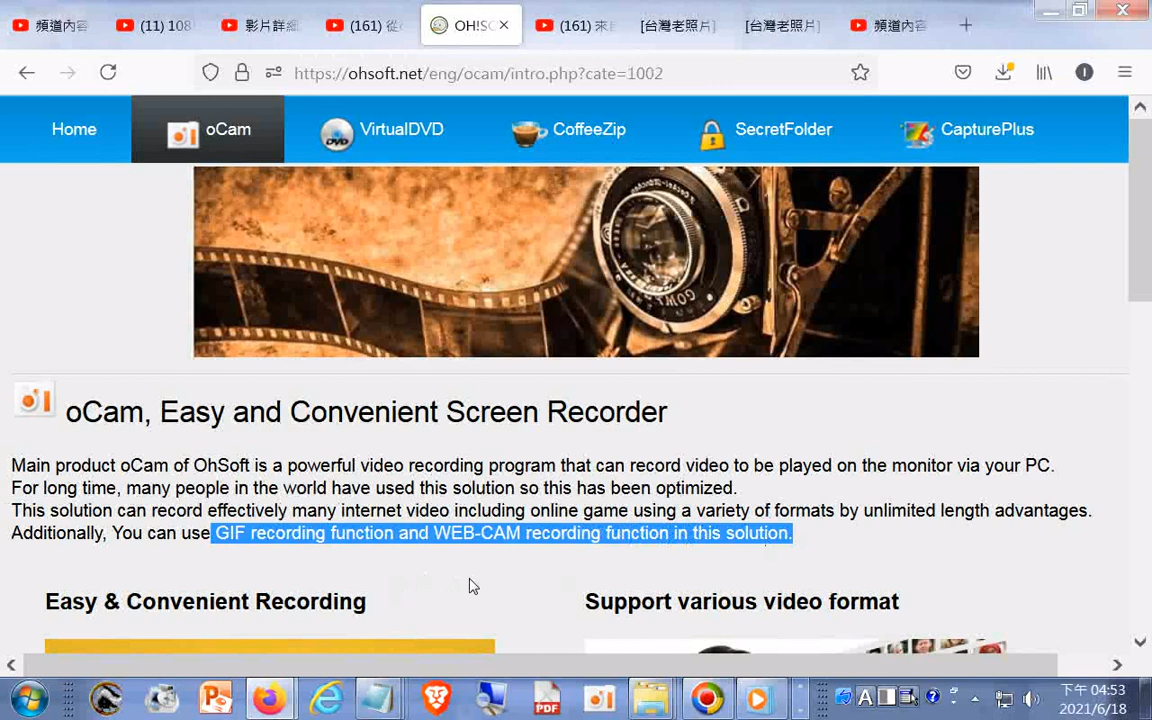 頻道內容
(11) 108
影片詳細
(161) 從
OH!SO
(161) 來
[台灣老照片]
[台灣老照片]
頻道內容
https://ohsoft.net/eng/ocam/intro.php?cate=1002
Home
oCam
VirtualDVD
CoffeeZip
SecretFolder
CapturePlus
oCam, Easy and Convenient Screen Recorder
Main product oCam of OhSoft is a powerful video recording program that can record video to be played on the monitor via your PC.
For long time, many people in the world have used this solution so this has been optimized.
This solution can record effectively many internet video including online game using a variety of formats by unlimited length advantages.
Additionally, You can use GIF recording function and WEB-CAM recording function in this solution.
Easy & Convenient Recording
Support various video format
PDF
A
下午 04:53
2021/6/18